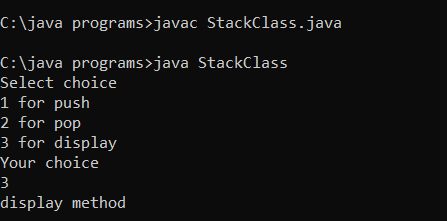 C:\java programs>javac StackClass.java
C:\java programs>java StackClass
Select choice
1 for push
2 for pop
3 for display
Your choice
3
display method